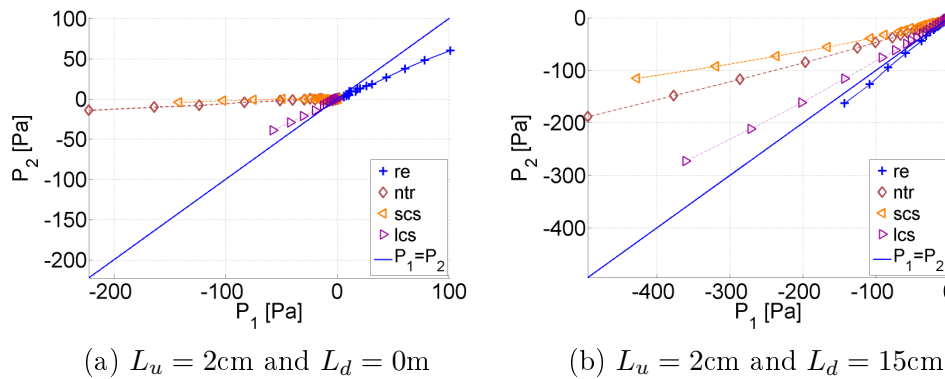 100
50
0
-50
-100
-150
-200
P2 [Pa]
-200
-100
0
100
P1 [Pa]
re
ntr
scs
lcs
P1=P2
(a) Lu = 2cm and Ld = 0m
0
-100
-200
-300
-400
P2 [Pa]
-400
-300
-200
-100
0
P1 [Pa]
re
ntr
scs
lcs
P1=P2
(b) Lu = 2cm and Ld = 15cm